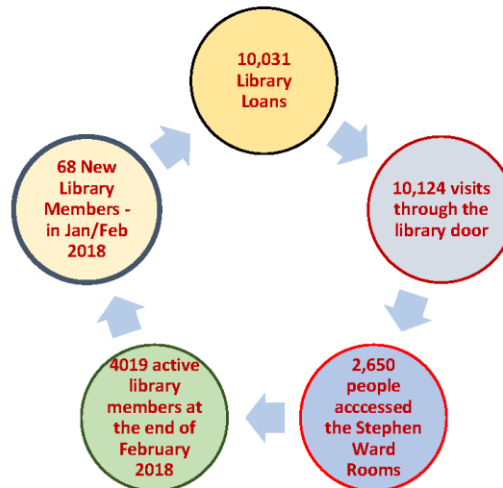 10,031
Library
Loans
10,124 visits
through the
library door
2,650
people
acccessed
the Stephen
Ward
Rooms
4019 active
library
members at
the end of
February
2018
68 New
Library
Members -
in Jan/Feb
2018